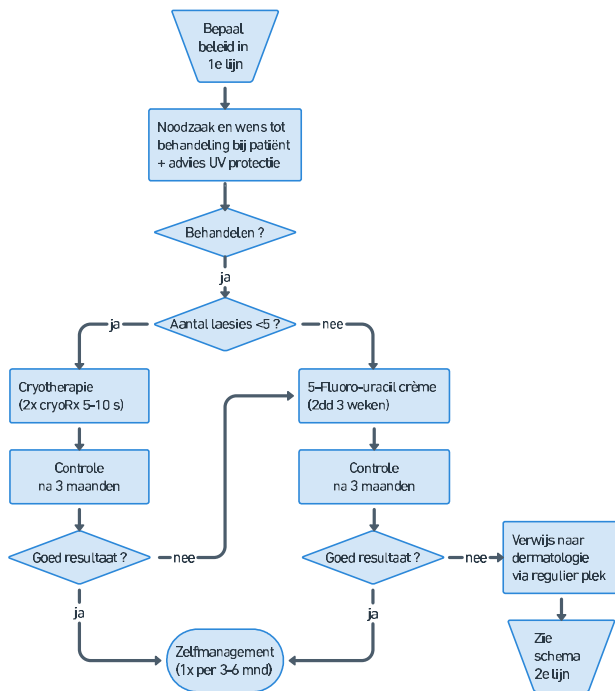 Bepaal
beleid in
1e lijn
Noodzaak en wens tot
behandeling bij patiënt
+ advies UV protectie
Behandelen ?
ja
Aantal laesies <5 ?
ja
nee
Cryotherapie
(2x cryoRx 5-10 s)
5-Fluoro-uracil crème
(2dd 3 weken)
Controle
na 3 maanden
Controle
na 3 maanden
Goed resultaat ?
nee
Goed resultaat ?
nee
Verwijs naar
dermatologie
via regulier plek
ja
ja
Zelfmanagement
(1x per 3-6 mnd)
Zie
schema
2e lijn